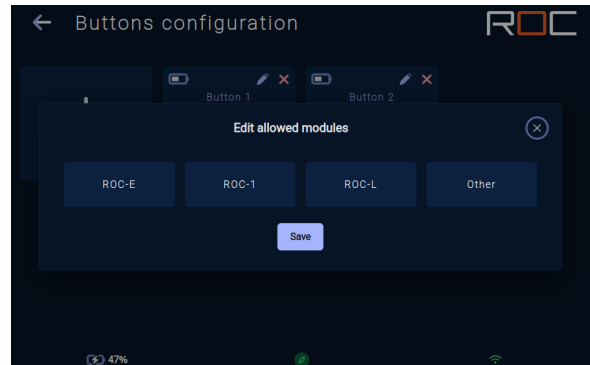 Buttons configuration
ROC
Button 1
Button 2
Edit allowed modules
ROC-E
ROC-1
ROC-L
Other
Save
47%